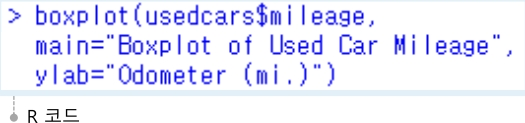 > boxplot(usedcars$mileage,
main="Boxplot of Used Car Mileage",
ylab="Odometer (mi.)")
R 코드